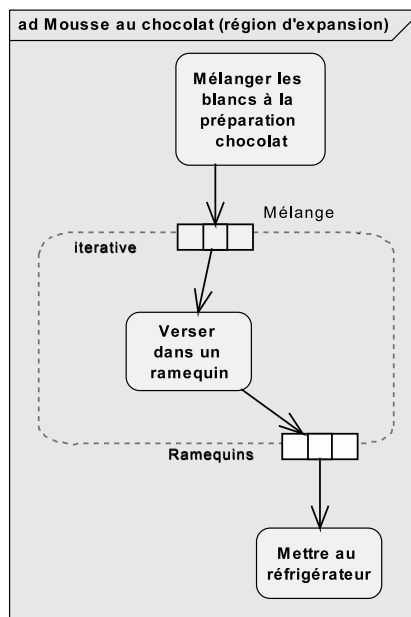 ad Mousse au chocolat (région d'expansion)
Mélanger les
blancs à la
préparation
chocolat
Mélange
iterative
Verser
dans un
ramequin
Ramequins
Mettre au
réfrigérateur